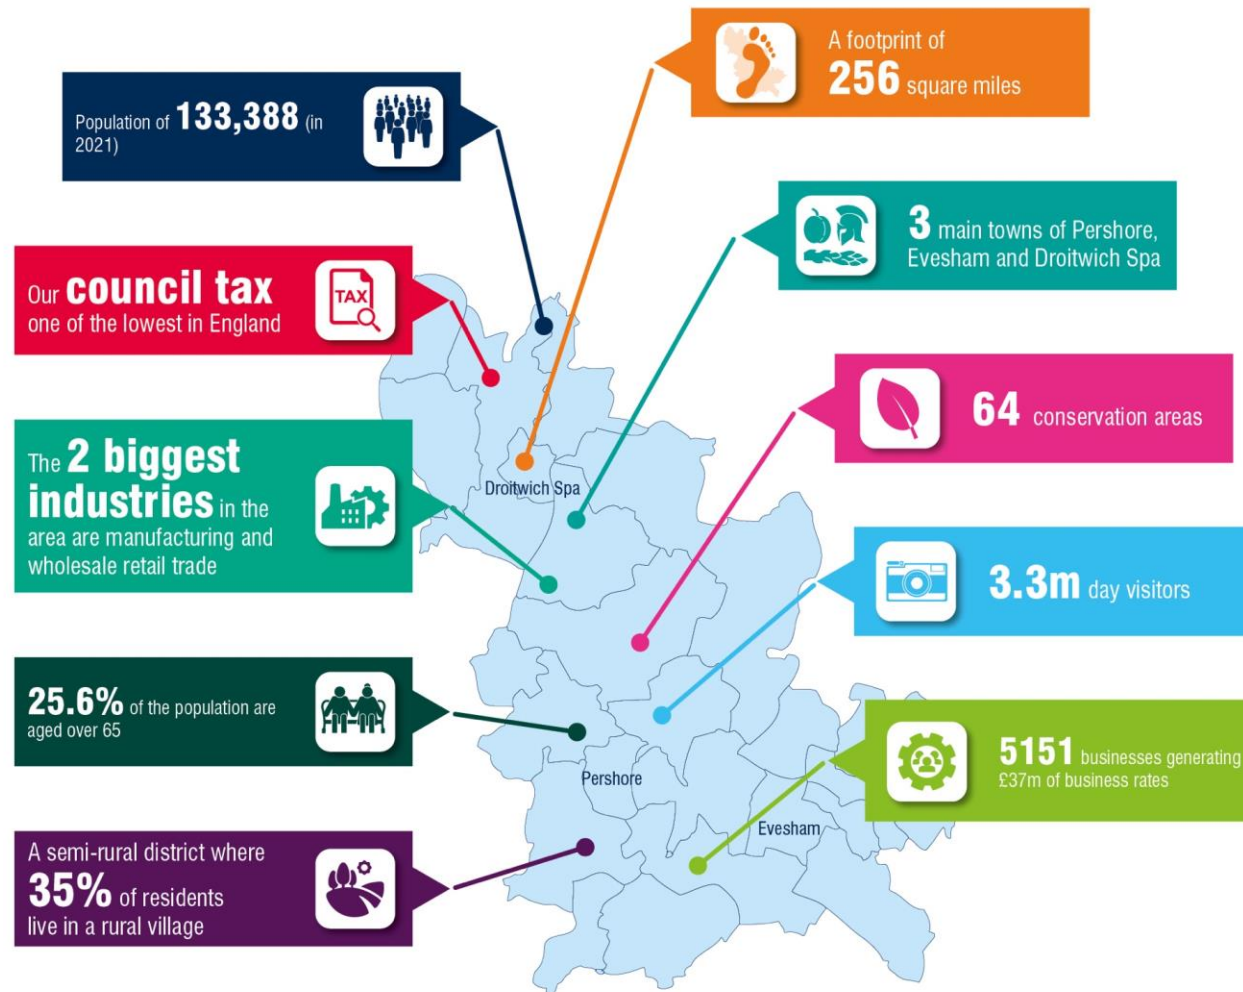 A footprint of
256 square miles
Population of 133,388 (in
2021)
3 main towns of Pershore,
Evesham and Droitwich Spa
Our council tax
one of the lowest in England
TAX
64 conservation areas
The 2 biggest
industries in the
area are manufacturing and
wholesale retail trade
Droitwich Spa
3.3m day visitors
25.6% of the population are
aged over 65
5151 businesses generating
£37m of business rates
Pershore
Evesham
A semi-rural district where
35% of residents
live in a rural village